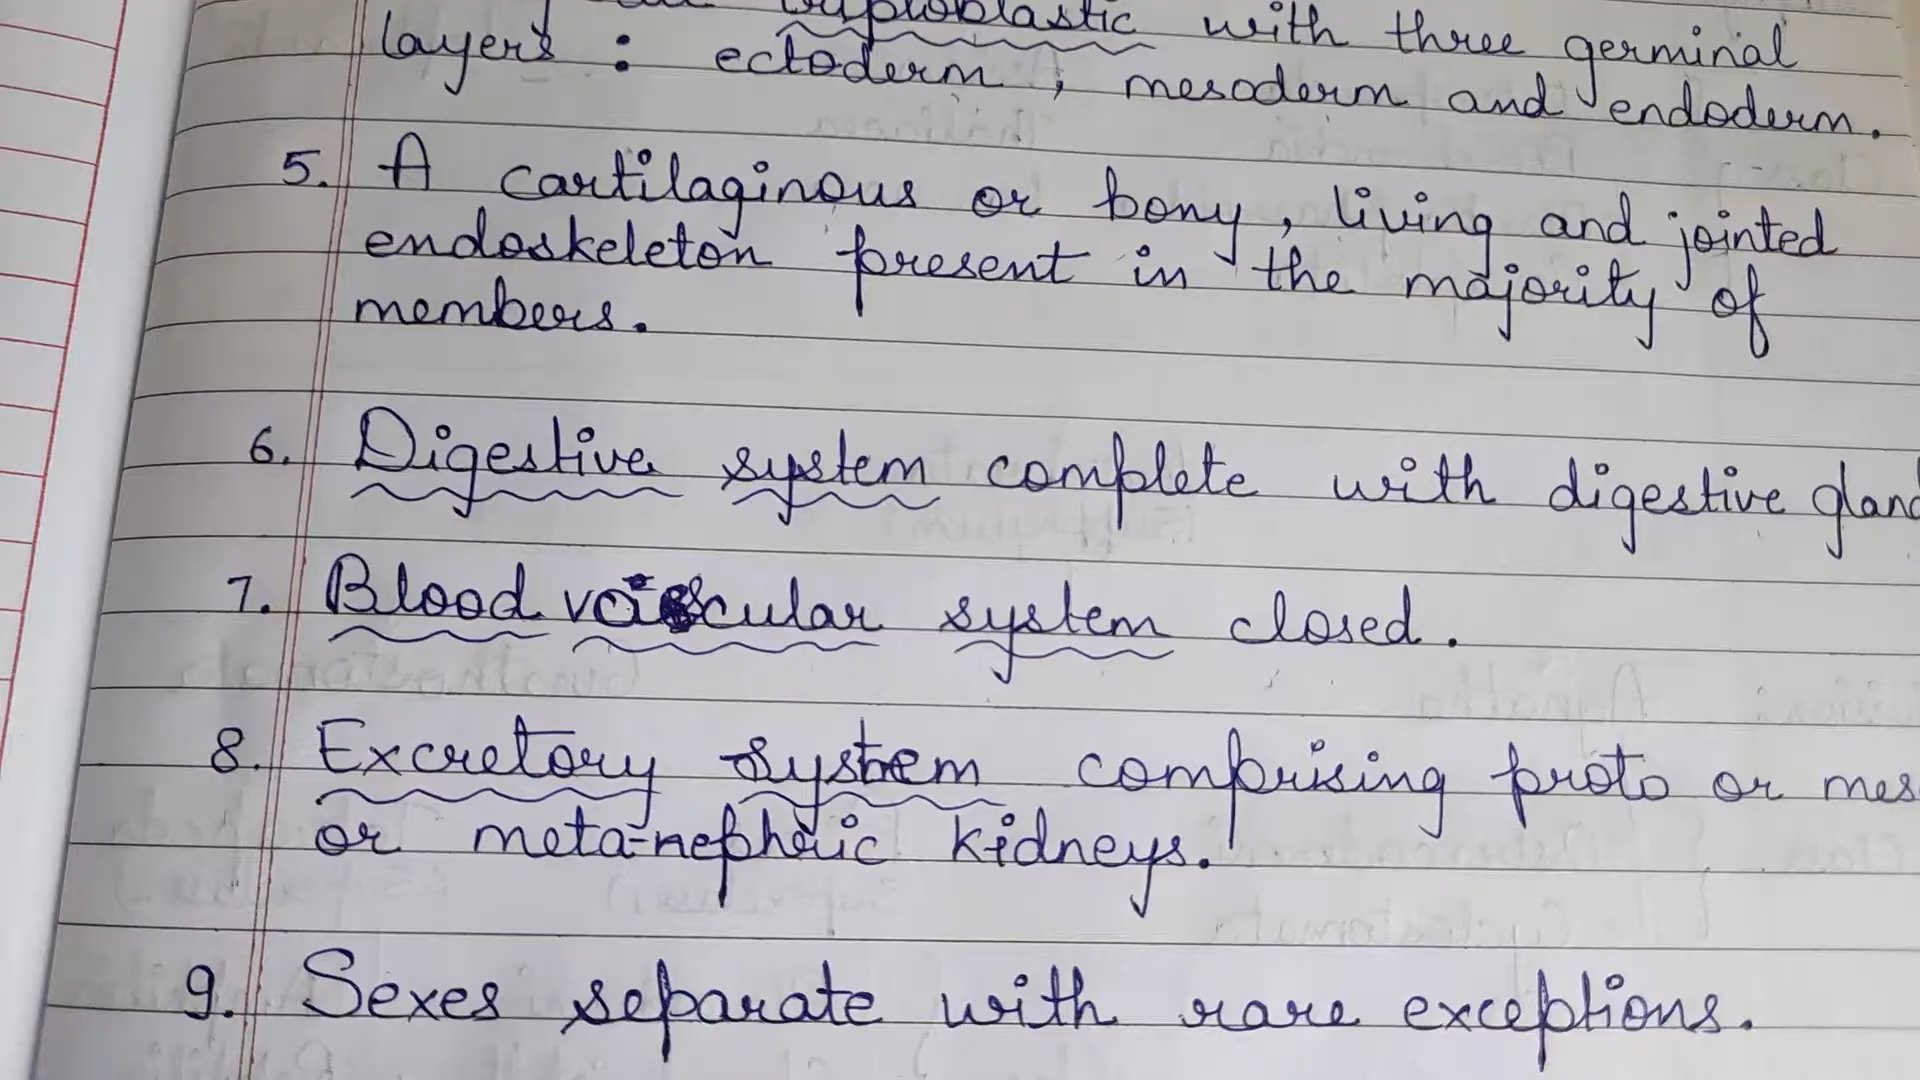 triploblastic with three germinal
layers : ectoderm, mesoderm and endoderm.
5. A cartilaginous or bony, living and jointed
endoskeleton present in the majority of
members.
6. Digestive system complete with digestive gland
7. Blood vascular system closed.
8. Excretory system comprising proto or mes
or meta-nephric kidneys.
9. Sexes separate with rare exceptions.